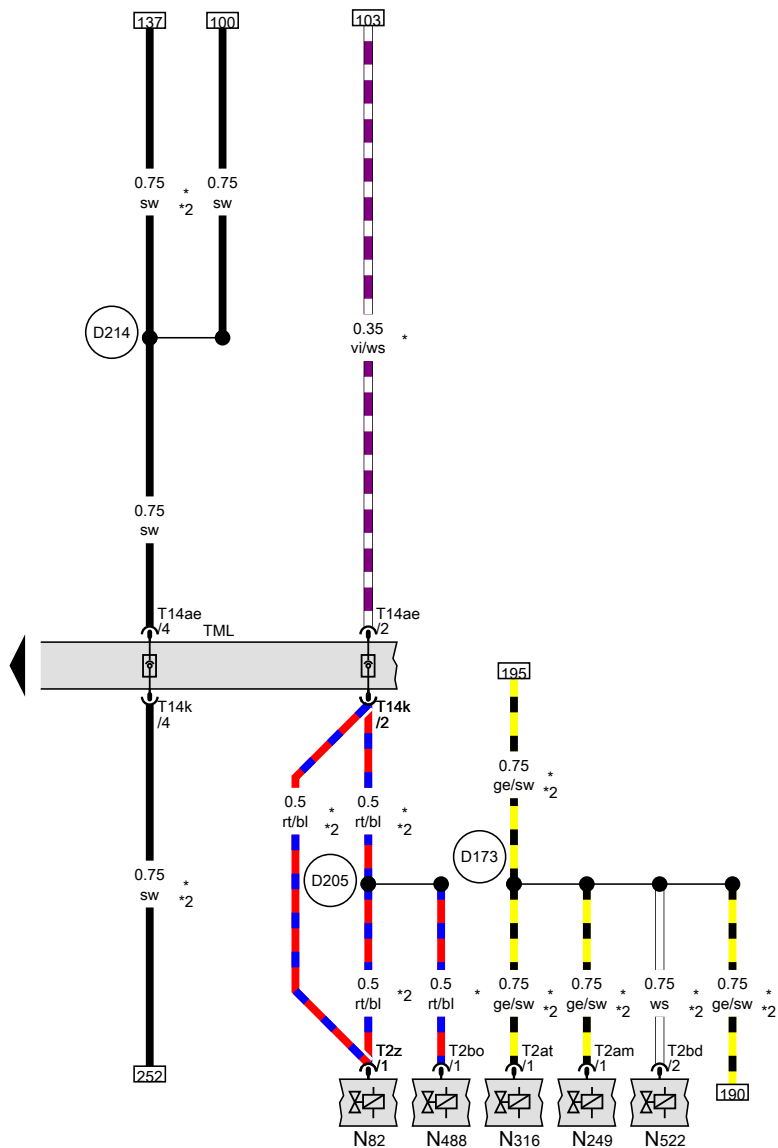 137 100 103
0.75 sw * *2
0.75 sw
D214
0.35 vi/ws *
0.75 sw
T14ae /4
TML
T14ae /2
T14k /4
T14k /2
195
0.75 ge/sw * *2
0.5 rt/bl * *2
0.5 rt/bl * *2
D173
D205
0.75 sw * *2
0.5 rt/bl *2
0.5 rt/bl *
0.75 ge/sw * *2
0.75 ge/sw * *2
0.75 ws * *2
0.75 ge/sw * *2
T2z /1
T2bo /1
T2at /1
T2am /1
T2bd /2
252
190
N82 N488 N316 N249 N522